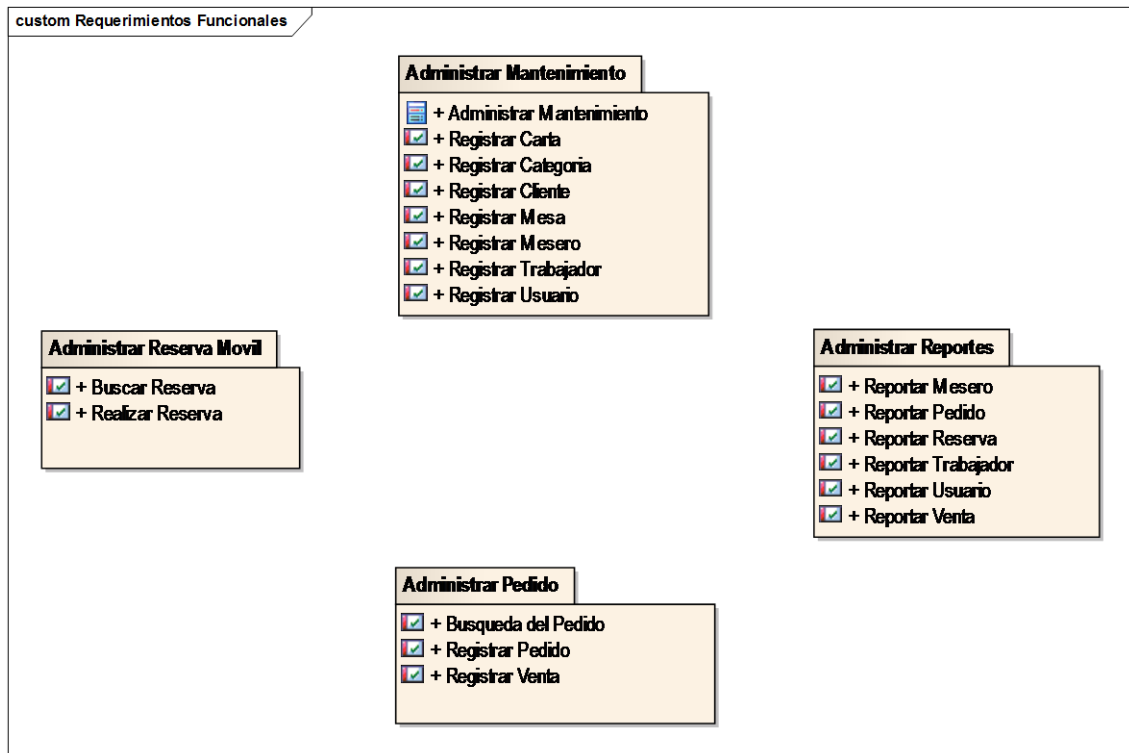 custom Requerimientos Funcionales
Administrar Mantenimiento
+ Administrar Mantenimiento
+ Registrar Carta
+ Registrar Categoria
+ Registrar Cliente
+ Registrar Mesa
+ Registrar Mesero
+ Registrar Trabajador
+ Registrar Usuario
Administrar Reserva Movil
+ Buscar Reserva
+ Realizar Reserva
Administrar Reportes
+ Reportar Mesero
+ Reportar Pedido
+ Reportar Reserva
+ Reportar Trabajador
+ Reportar Usuario
+ Reportar Venta
Administrar Pedido
+ Busqueda del Pedido
+ Registrar Pedido
+ Registrar Venta